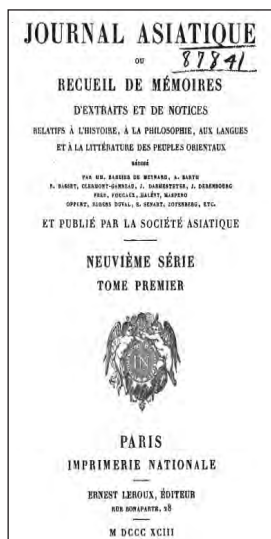 JOURNAL ASIATIQUE
OU
87841
RECUEIL DE MÉMOIRES
D'EXTRAITS ET DE NOTICES
RELATIFS À L'HISTOIRE, À LA PHILOSOPHIE, AUX LANGUES
ET À LA LITTÉRATURE DES PEUPLES ORIENTAUX
RÉDIGÉ
PAR MM. BARBIER DE MEYNARD, A. BARTH
R. BASSET, CLERMONT-GANNEAU, J. DARMESTETER, J. DERENBOURG
FEER, FOUCAUX, HALÉVY, MASPERO
OPPERT, RUBENS DUVAL, E. SENART, ZOTENBERG, ETC.
ET PUBLIÉ PAR LA SOCIÉTÉ ASIATIQUE
NEUVIÈME SÉRIE
TOME PREMIER
IN
PARIS
IMPRIMERIE NATIONALE
ERNEST LEROUX, ÉDITEUR
RUE BONAPARTE, 28
M DCCC XCIII